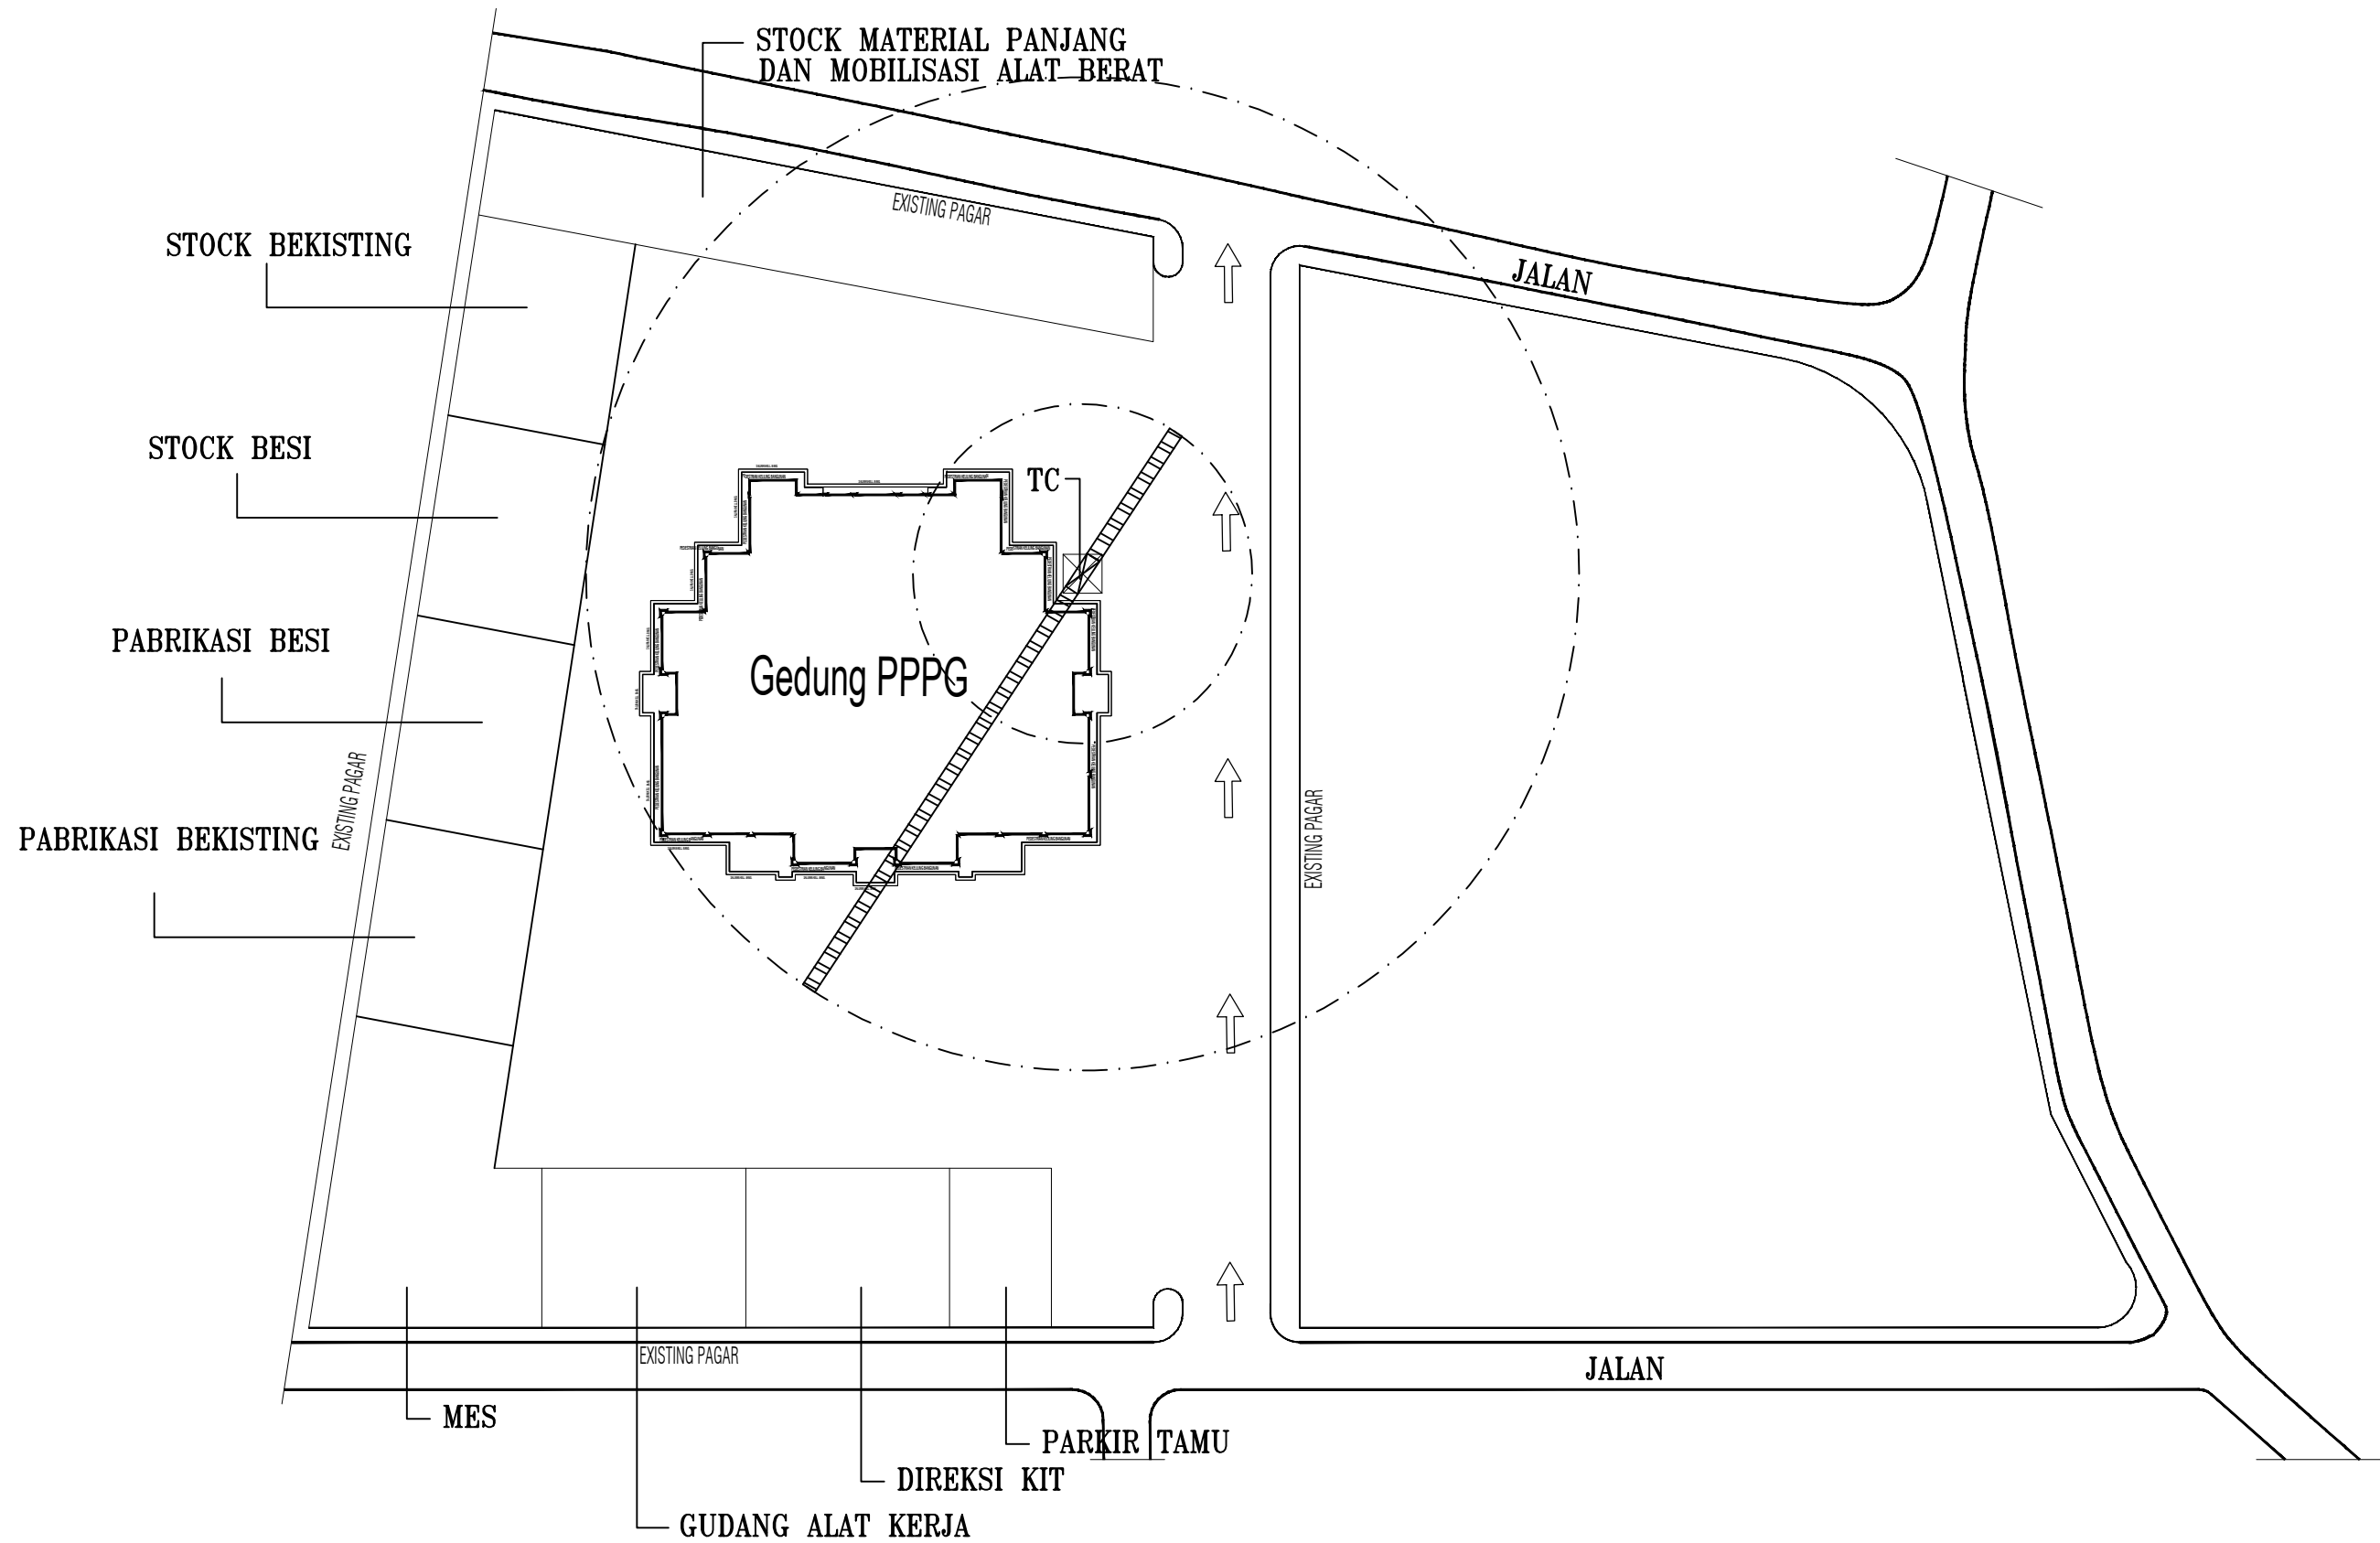 STOCK MATERIAL PANJANG
DAN MOBILISASI ALAT BERAT
EXISTING PAGAR
STOCK BEKISTING
JALAN
STOCK BESI
TC
PABRIKASI BESI
Gedung PPPG
EXISTING PAGAR
PABRIKASI BEKISTING
EXISTING PAGAR
EXISTING PAGAR
JALAN
MES
PARKIR TAMU
DIREKSI KIT
GUDANG ALAT KERJA